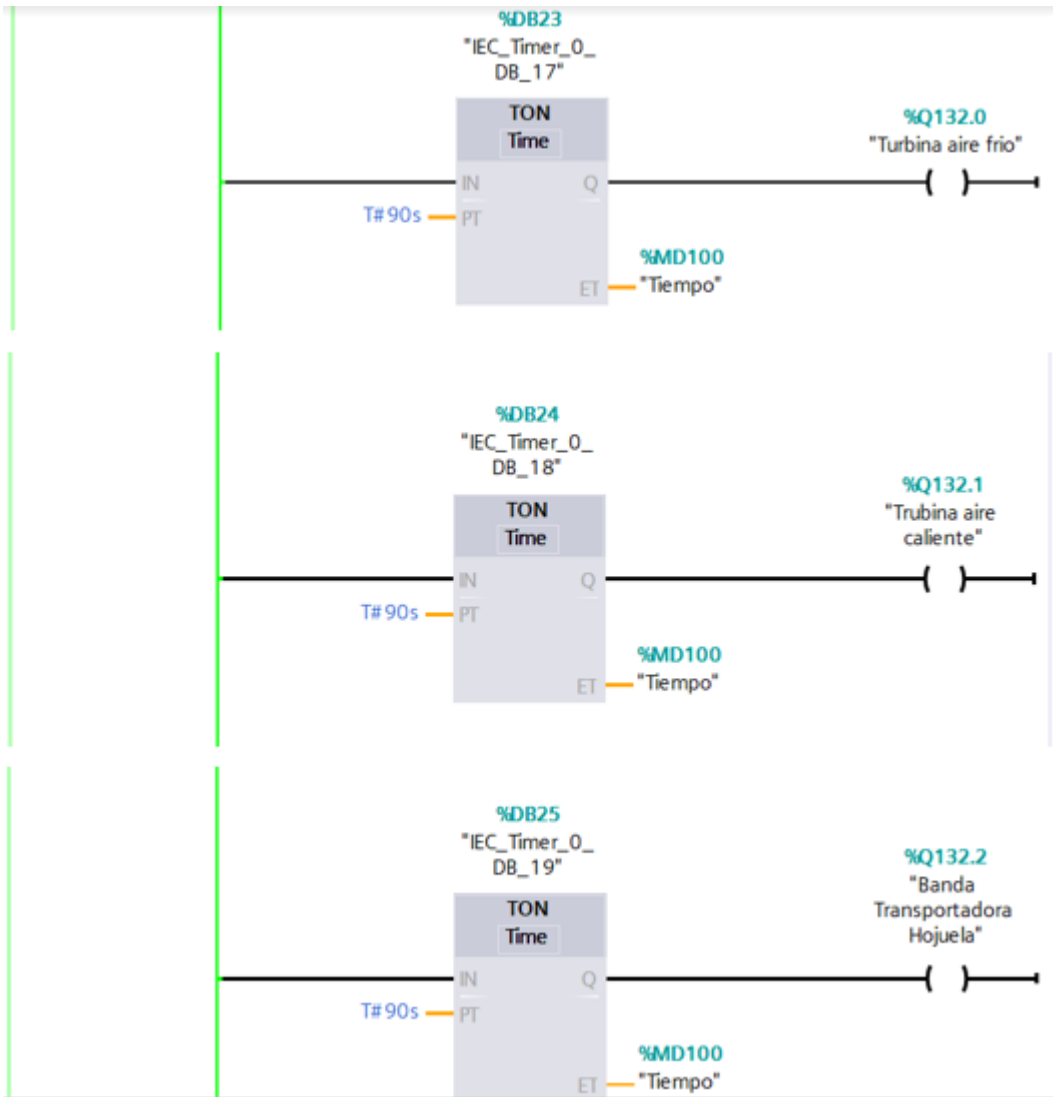 %DB23
"IEC_Timer_0_
DB_17"
TON
Time
%Q132.0
"Turbina aire frio"
IN
Q
T#90s
PT
%MD100
ET
"Tiempo"
%DB24
"IEC_Timer_0_
DB_18"
TON
Time
%Q132.1
"Trubina aire
caliente"
IN
Q
T#90s
PT
%MD100
ET
"Tiempo"
%DB25
"IEC_Timer_0_
DB_19"
TON
Time
%Q132.2
"Banda
Transportadora
Hojuela"
IN
Q
T#90s
PT
%MD100
ET
"Tiempo"